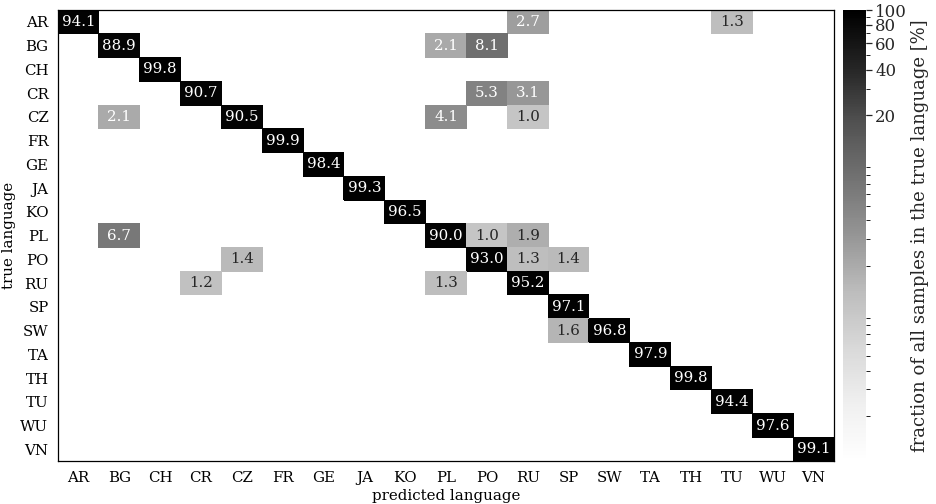 AR 94.1 2.7 1.3
BG 88.9 2.1 8.1
CH 99.8
CR 90.7 5.3 3.1
CZ 2.1 90.5 4.1 1.0
FR 99.9
GE 98.4
JA 99.3
KO 96.5
PL 6.7 90.0 1.0 1.9
PO 1.4 93.0 1.3 1.4
RU 1.2 1.3 95.2
SP 97.1
SW 1.6 96.8
TA 97.9
TH 99.8
TU 94.4
WU 97.6
VN 99.1
AR BG CH CR CZ FR GE JA KO PL PO RU SP SW TA TH TU WU VN
predicted language
true language
100
80
60
40
20
fraction of all samples in the true language [%]